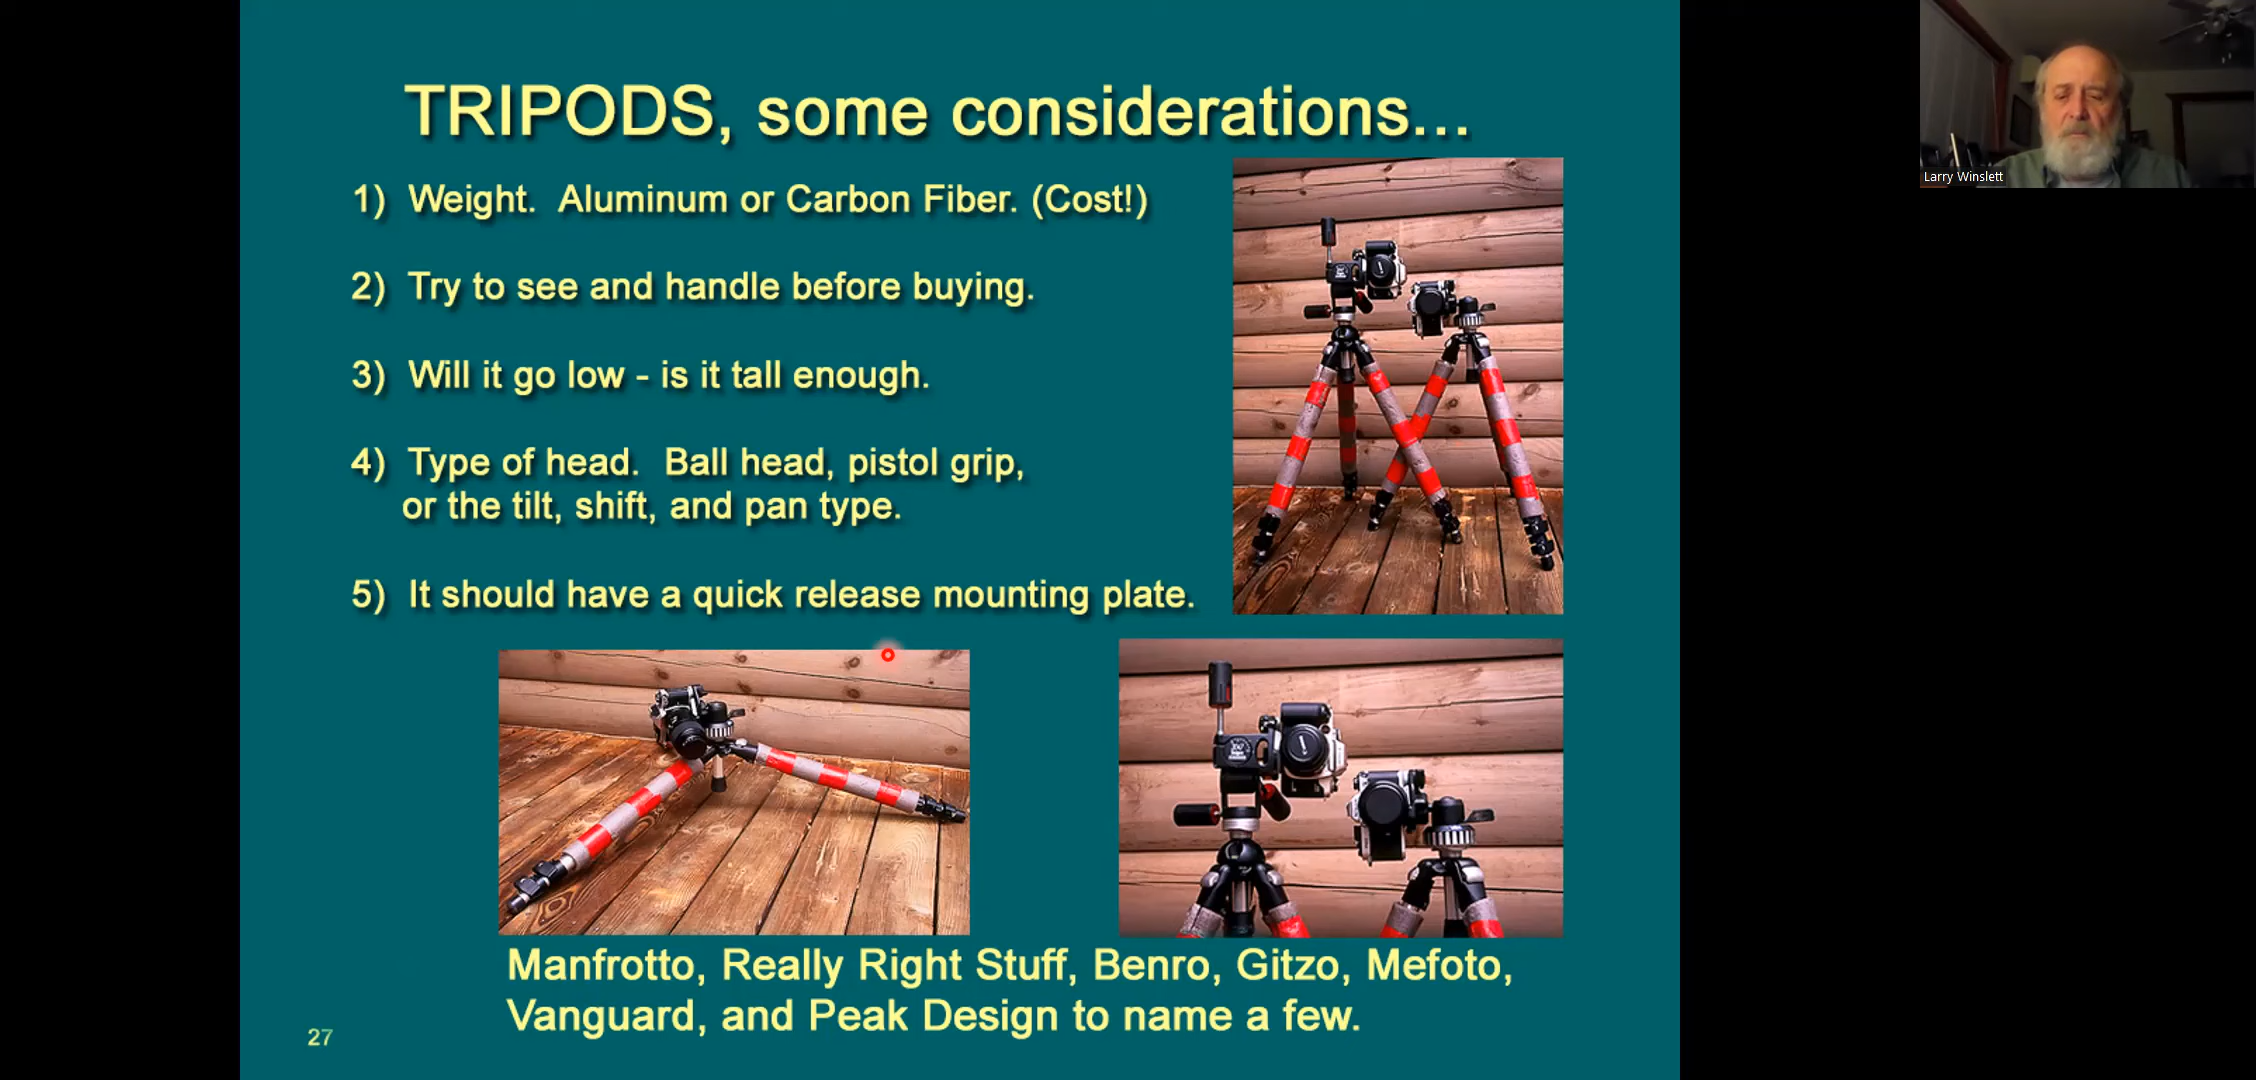 TRIPODS, some considerations...
1) Weight. Aluminum or Carbon Fiber. (Cost!)
2) Try to see and handle before buying.
3) Will it go low - is it tall enough.
4) Type of head. Ball head, pistol grip,
or the tilt, shift, and pan type.
5) It should have a quick release mounting plate.
Manfrotto, Really Right Stuff, Benro, Gitzo, Mefoto,
Vanguard, and Peak Design to name a few.
27
Larry Winslett